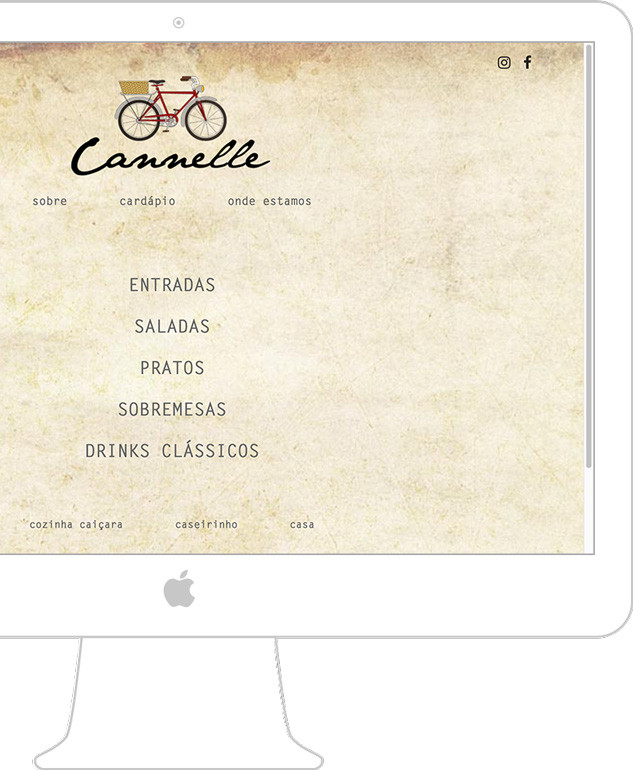 Cannelle
sobre cardápio onde estamos
ENTRADAS
SALADAS
PRATOS
SOBREMESAS
DRINKS CLÁSSICOS
cozinha caiçara caseirinho casa